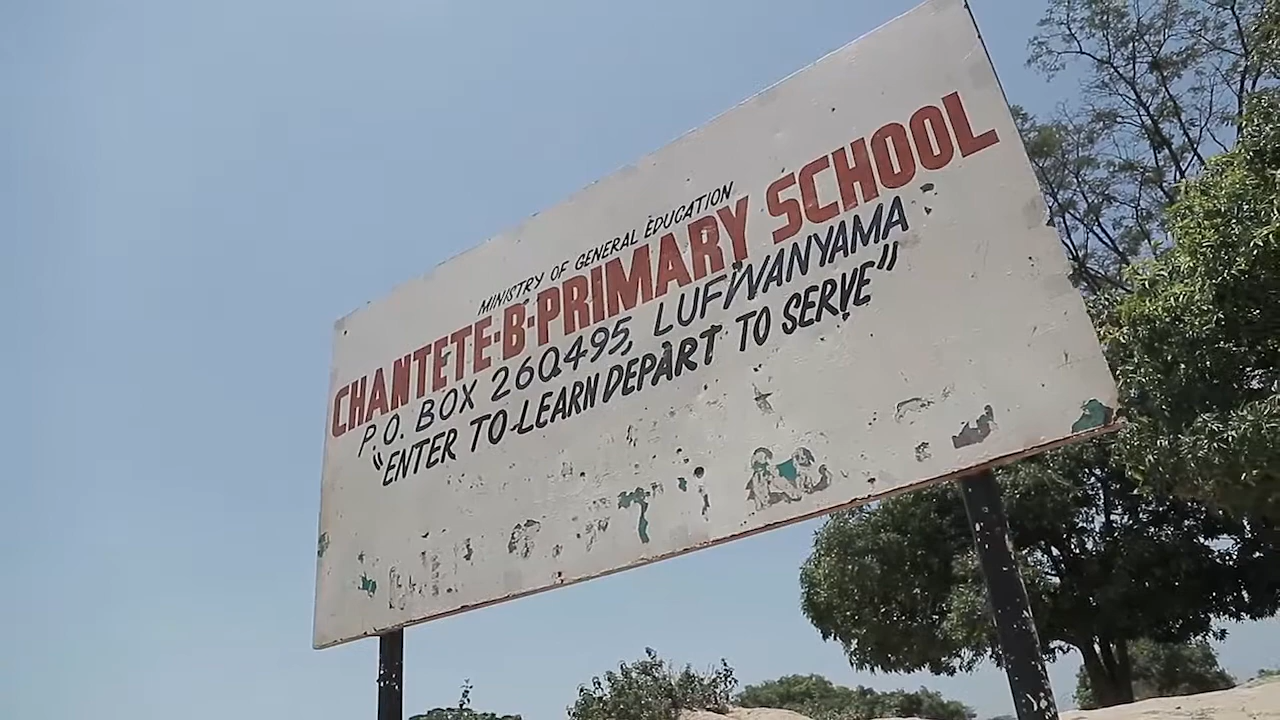 MINISTRY OF GENERAL EDUCATION
CHANTETE-B-PRIMARY SCHOOL
P.O. BOX 260495, LUFWANYAMA
"ENTER TO LEARN DEPART TO SERVE"